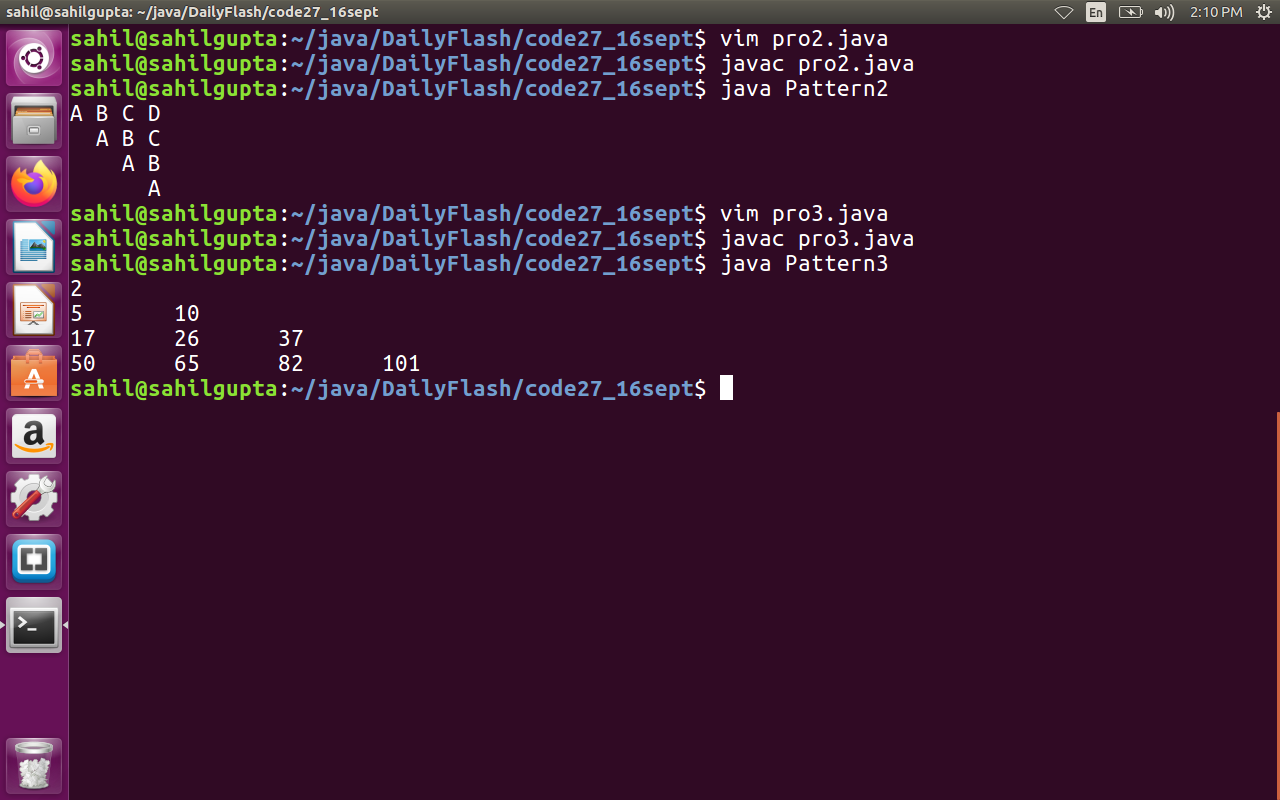 sahil@sahilgupta: ~/java/DailyFlash/code27_16sept En 2:10 PM
sahil@sahilgupta:~/java/DailyFlash/code27_16sept$ vim pro2.java
sahil@sahilgupta:~/java/DailyFlash/code27_16sept$ javac pro2.java
sahil@sahilgupta:~/java/DailyFlash/code27_16sept$ java Pattern2
A B C D
  A B C
    A B
      A
sahil@sahilgupta:~/java/DailyFlash/code27_16sept$ vim pro3.java
sahil@sahilgupta:~/java/DailyFlash/code27_16sept$ javac pro3.java
sahil@sahilgupta:~/java/DailyFlash/code27_16sept$ java Pattern3
2
5       10
17      26      37
50      65      82      101
sahil@sahilgupta:~/java/DailyFlash/code27_16sept$